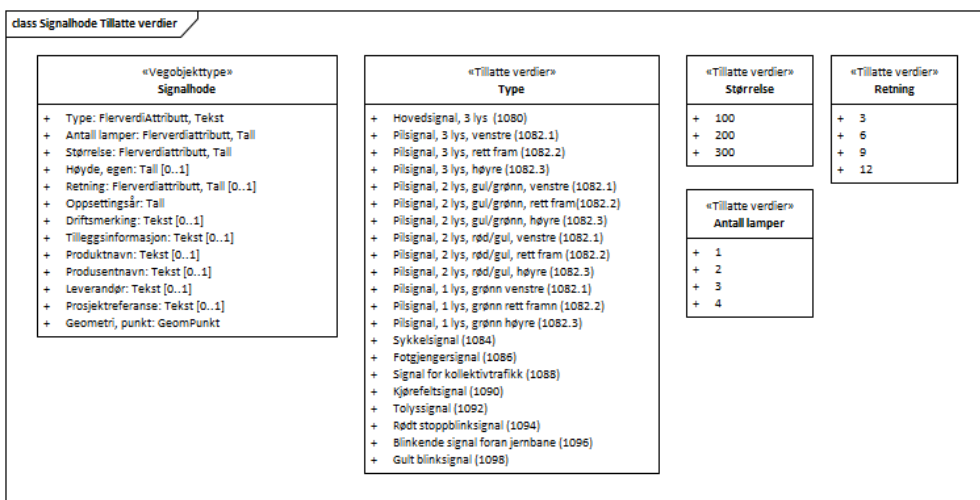 class Signalhode Tillatte verdier
«Vegobjekttype»
Signalhode
+ Type: FlerverdiAttributt, Tekst
+ Antall lamper: Flerverdiattributt, Tall
+ Størrelse: Flerverdiattributt, Tall
+ Høyde, egen: Tall [0..1]
+ Retning: Flerverdiattributt, Tall [0..1]
+ Oppsettingsår: Tall
+ Driftsmerking: Tekst [0..1]
+ Tilleggsinformasjon: Tekst [0..1]
+ Produktnavn: Tekst [0..1]
+ Produsentnavn: Tekst [0..1]
+ Leverandør: Tekst [0..1]
+ Prosjektreferanse: Tekst [0..1]
+ Geometri, punkt: GeomPunkt
«Tillatte verdier»
Type
+ Hovedsignal, 3 lys (1080)
+ Pilsignal, 3 lys, venstre (1082.1)
+ Pilsignal, 3 lys, rett fram (1082.2)
+ Pilsignal, 3 lys, høyre (1082.3)
+ Pilsignal, 2 lys, gul/grønn, venstre (1082.1)
+ Pilsignal, 2 lys, gul/grønn, rett fram(1082.2)
+ Pilsignal, 2 lys, gul/grønn, høyre (1082.3)
+ Pilsignal, 2 lys, rød/gul, venstre (1082.1)
+ Pilsignal, 2 lys, rød/gul, rett fram (1082.2)
+ Pilsignal, 2 lys, rød/gul, høyre (1082.3)
+ Pilsignal, 1 lys, grønn venstre (1082.1)
+ Pilsignal, 1 lys, grønn rett framn (1082.2)
+ Pilsignal, 1 lys, grønn høyre (1082.3)
+ Sykkelsignal (1084)
+ Fotgjengersignal (1086)
+ Signal for kollektivtrafikk (1088)
+ Kjørefeltsignal (1090)
+ Tolyssignal (1092)
+ Rødt stoppblinksignal (1094)
+ Blinkende signal foran jernbane (1096)
+ Gult blinksignal (1098)
«Tillatte verdier»
Størrelse
+ 100
+ 200
+ 300
«Tillatte verdier»
Retning
+ 3
+ 6
+ 9
+ 12
«Tillatte verdier»
Antall lamper
+ 1
+ 2
+ 3
+ 4